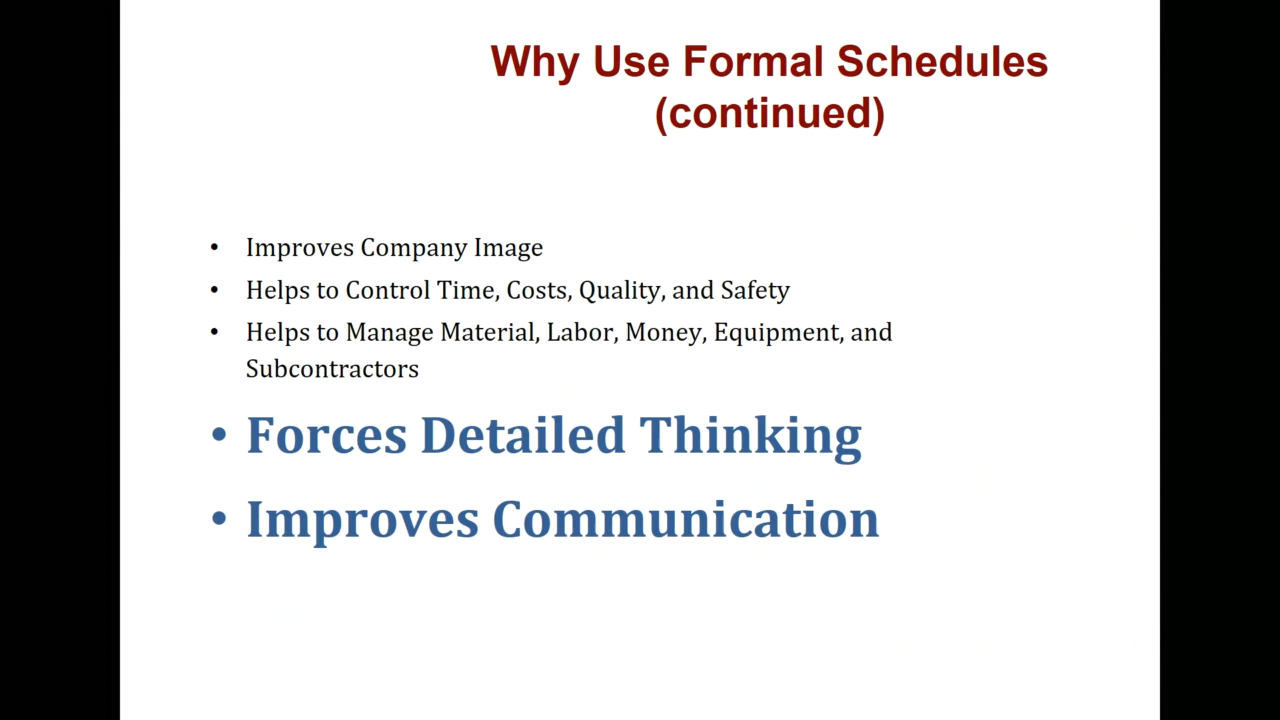 Why Use Formal Schedules
(continued)
• Improves Company Image
• Helps to Control Time, Costs, Quality, and Safety
• Helps to Manage Material, Labor, Money, Equipment, and
Subcontractors
• Forces Detailed Thinking
• Improves Communication